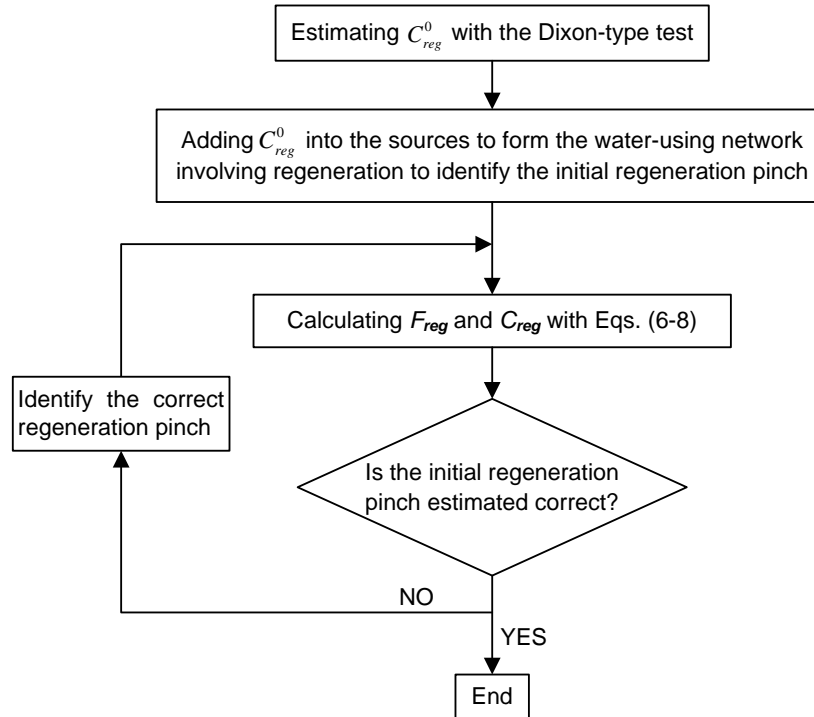 Estimating C⁰reg with the Dixon-type test
Adding C⁰reg into the sources to form the water-using network
involving regeneration to identify the initial regeneration pinch
Calculating Freg and Creg with Eqs. (6-8)
Identify the correct
regeneration pinch
Is the initial regeneration
pinch estimated correct?
NO
YES
End